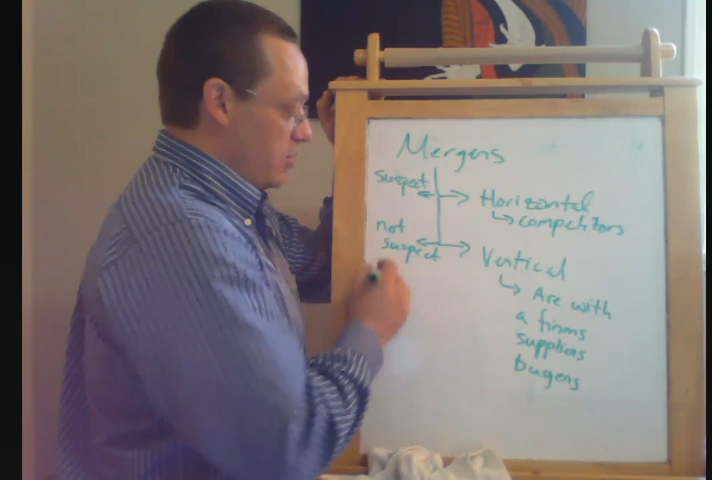 Mergers
suspect
Horizontal
competitors
not
suspect
Vertical
Are with
a firms
suppliers
buyers